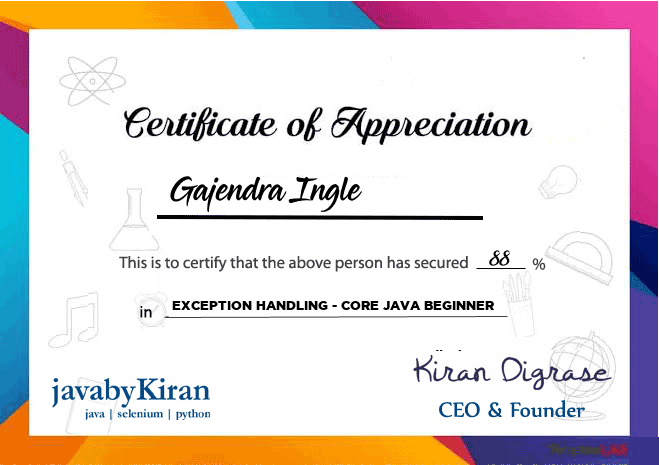 Certificate of Appreciation
Gajendra Ingle
This is to certify that the above person has secured 88 %
in EXCEPTION HANDLING - CORE JAVA BEGINNER
Kiran Digrase
javabyKiran
CEO & Founder
java | selenium | python